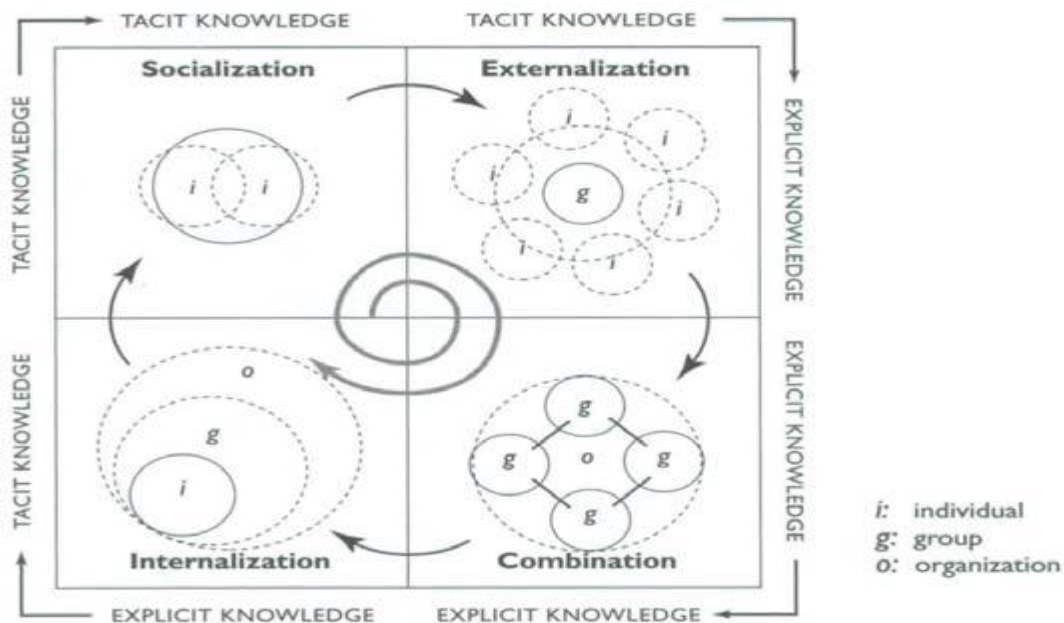 TACIT KNOWLEDGE
TACIT KNOWLEDGE
Socialization
Externalization
TACIT KNOWLEDGE
EXPLICIT KNOWLEDGE
i
i
i
i
i
i
i
i
g
TACIT KNOWLEDGE
EXPLICIT KNOWLEDGE
o
g
i
g
g
o
g
g
Internalization
Combination
EXPLICIT KNOWLEDGE
EXPLICIT KNOWLEDGE
i: individual
g: group
o: organization